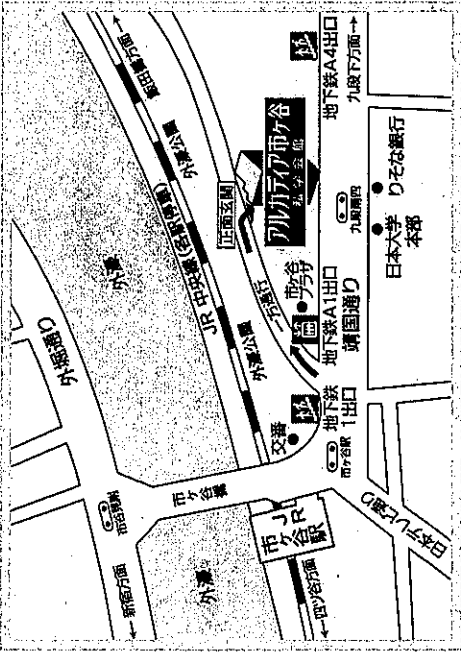 外堀通り
外濠
JR中央線(各駅停車)
外濠公園 飯田橋方面
正面玄関
アルカディア市ヶ谷
私学会館
外濠公園
一方通行
市ヶ谷
プラザ
地下鉄A4出口
九段下方面
九段南四
りそな銀行
日本大学
本部
地下鉄A1出口
靖国通り
交番
地下鉄
1出口
市ヶ谷駅
市谷見附
市ヶ谷橋
新宿方面
外濠
JR
市ヶ谷駅
四ツ谷方面
日本テレビ通り